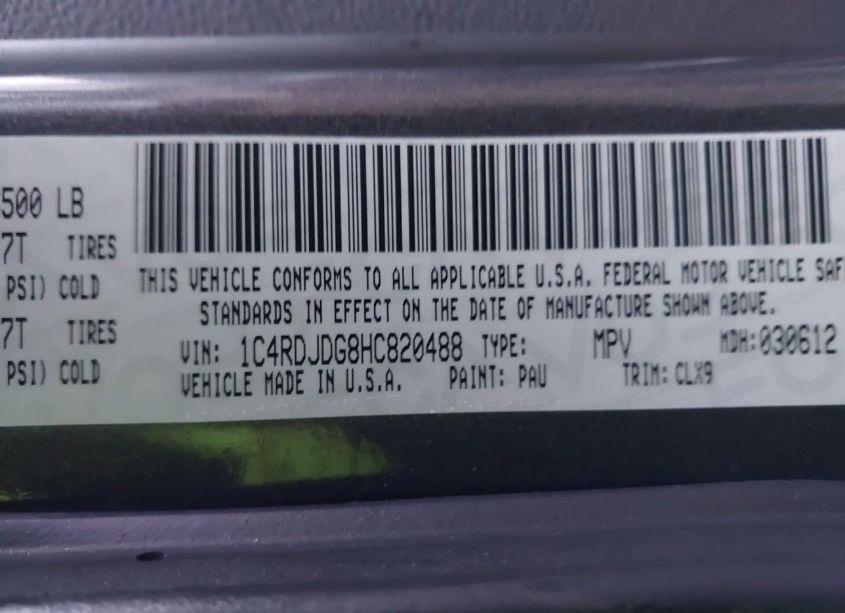 500 LB
7T TIRES
PSI) COLD
7T TIRES
PSI) COLD
THIS VEHICLE CONFORMS TO ALL APPLICABLE U.S.A. FEDERAL MOTOR VEHICLE SAF
STANDARDS IN EFFECT ON THE DATE OF MANUFACTURE SHOWN ABOVE.
VIN: 1C4RDJDG8HC820488 TYPE: MPV MDH:030612
VEHICLE MADE IN U.S.A. PAINT: PAU TRIM: CLX9